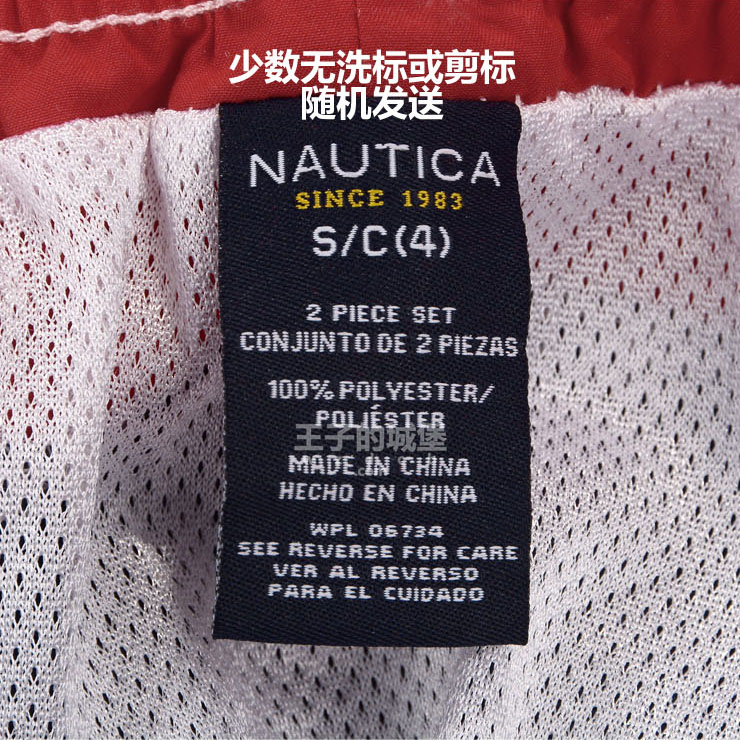 少数无洗标或剪标
随机发送
NAUTICA
SINCE 1983
S/C(4)
2 PIECE SET
CONJUNTO DE 2 PIEZAS
100% POLYESTER/
POLIÉSTER
王子的城堡
MADE IN CHINA
HECHO EN CHINA
WPL 06734
SEE REVERSE FOR CARE
VER AL REVERSO
PARA EL CUIDADO